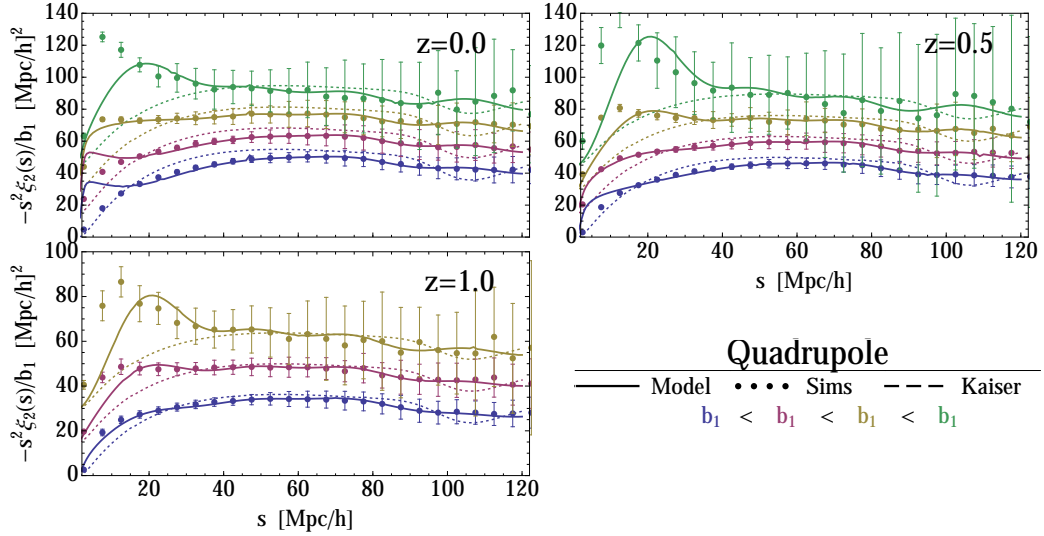 −s²ξ₂(s)/b₁ [Mpc/h]²
140
120
100
80
60
40
20
0
z=0.0
140
120
100
80
60
40
20
0
z=0.5
20 40 60 80 100 120
s [Mpc/h]
−s²ξ₂(s)/b₁ [Mpc/h]²
100
80
60
40
20
0
z=1.0
20 40 60 80 100 120
s [Mpc/h]
Quadrupole
Model Sims Kaiser
b₁ < b₁ < b₁ < b₁